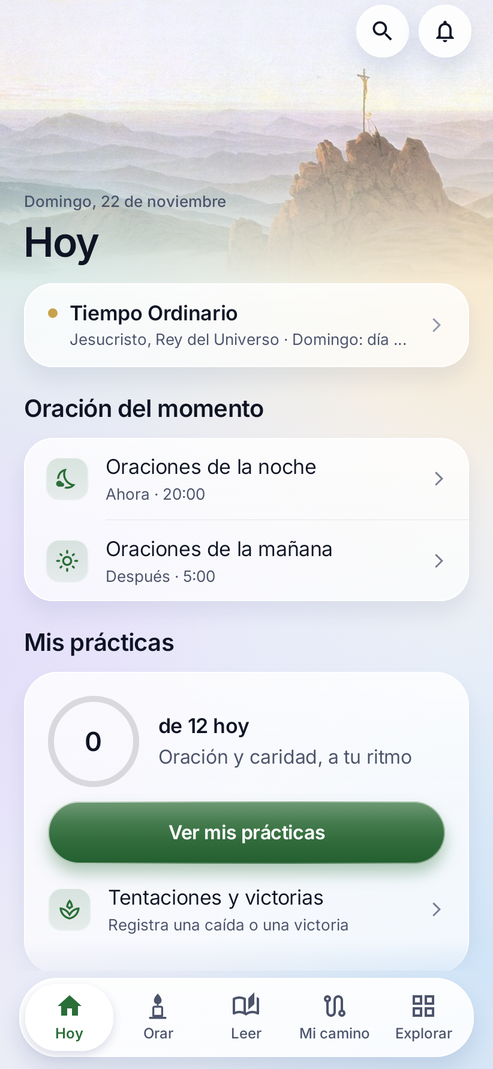 Domingo, 22 de noviembre
Hoy
Tiempo Ordinario
Jesucristo, Rey del Universo · Domingo: día ...
Oración del momento
Oraciones de la noche
Ahora · 20:00
Oraciones de la mañana
Después · 5:00
Mis prácticas
0
de 12 hoy
Oración y caridad, a tu ritmo
Ver mis prácticas
Tentaciones y victorias
Registra una caída o una victoria
Hoy
Orar
Leer
Mi camino
Explorar